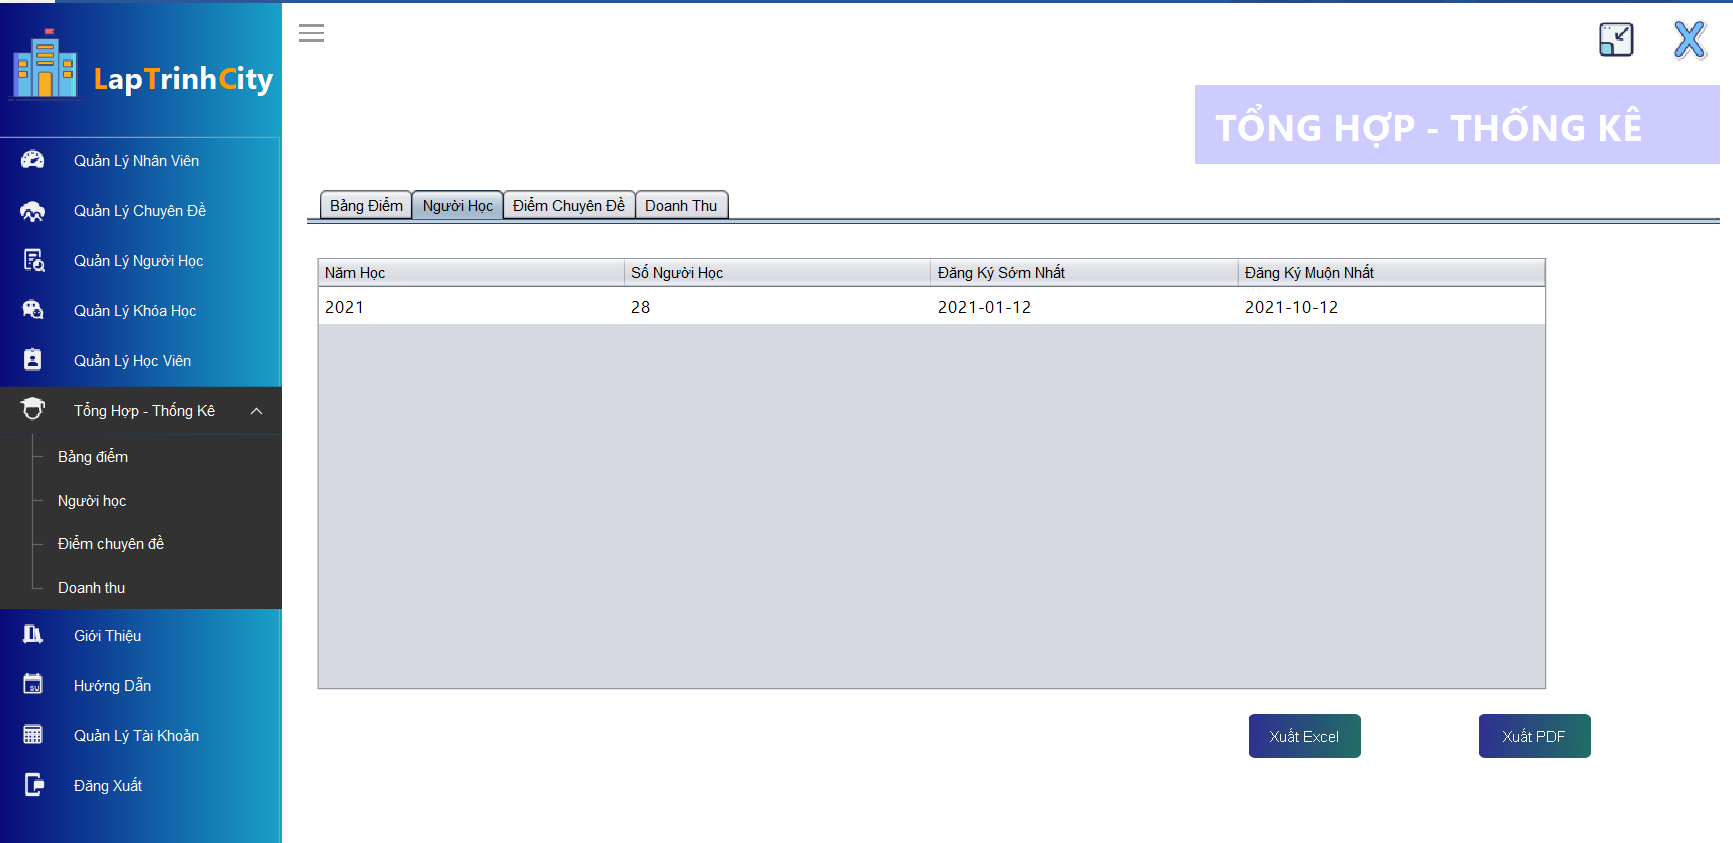 LapTrinhCity
Quản Lý Nhân Viên
Quản Lý Chuyên Đề
Quản Lý Người Học
Quản Lý Khóa Học
Quản Lý Học Viên
Tổng Hợp - Thống Kê
Bảng điểm
Người học
Điểm chuyên đề
Doanh thu
Giới Thiệu
Hướng Dẫn
Quản Lý Tài Khoản
Đăng Xuất
TỔNG HỢP - THỐNG KÊ
Bảng Điểm Người Học Điểm Chuyên Đề Doanh Thu
Năm Học Số Người Học Đăng Ký Sớm Nhất Đăng Ký Muộn Nhất
2021 28 2021-01-12 2021-10-12
Xuất Excel Xuất PDF